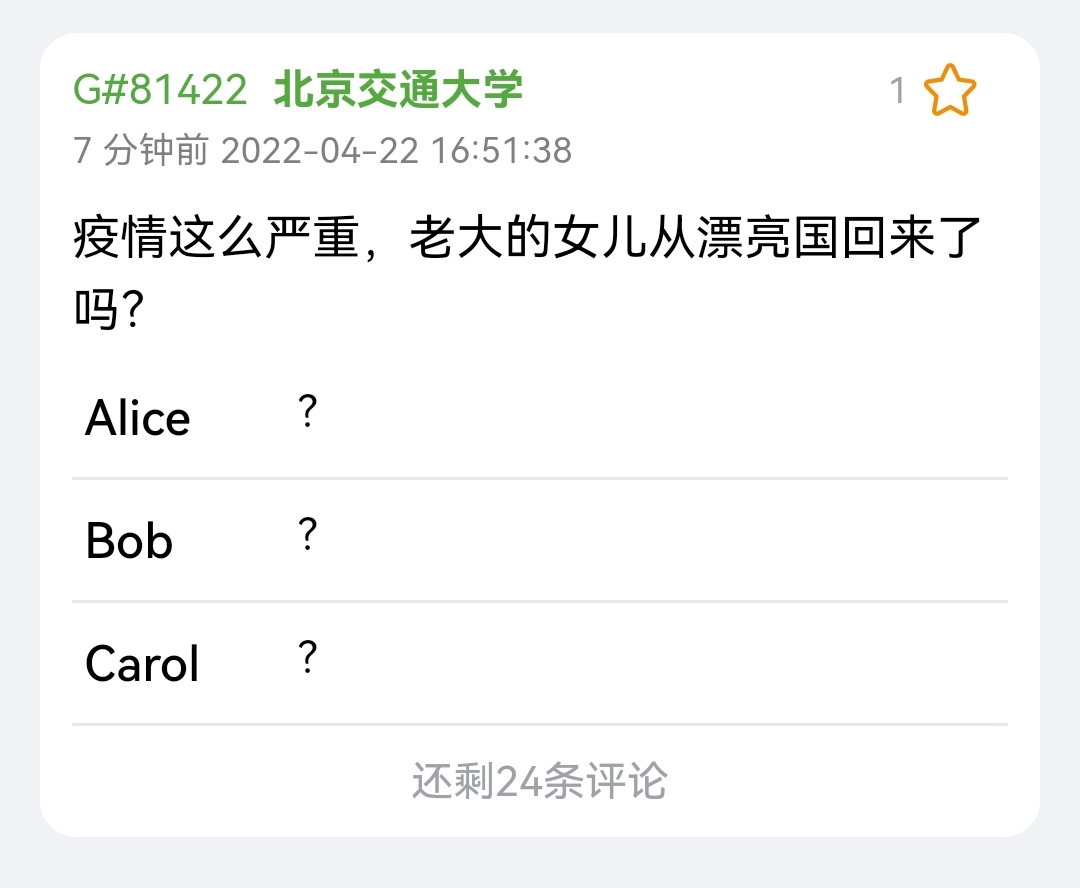 G#81422 北京交通大学 1
7 分钟前 2022-04-22 16:51:38
疫情这么严重，老大的女儿从漂亮国回来了
吗？
Alice ?
Bob ?
Carol ?
还剩24条评论